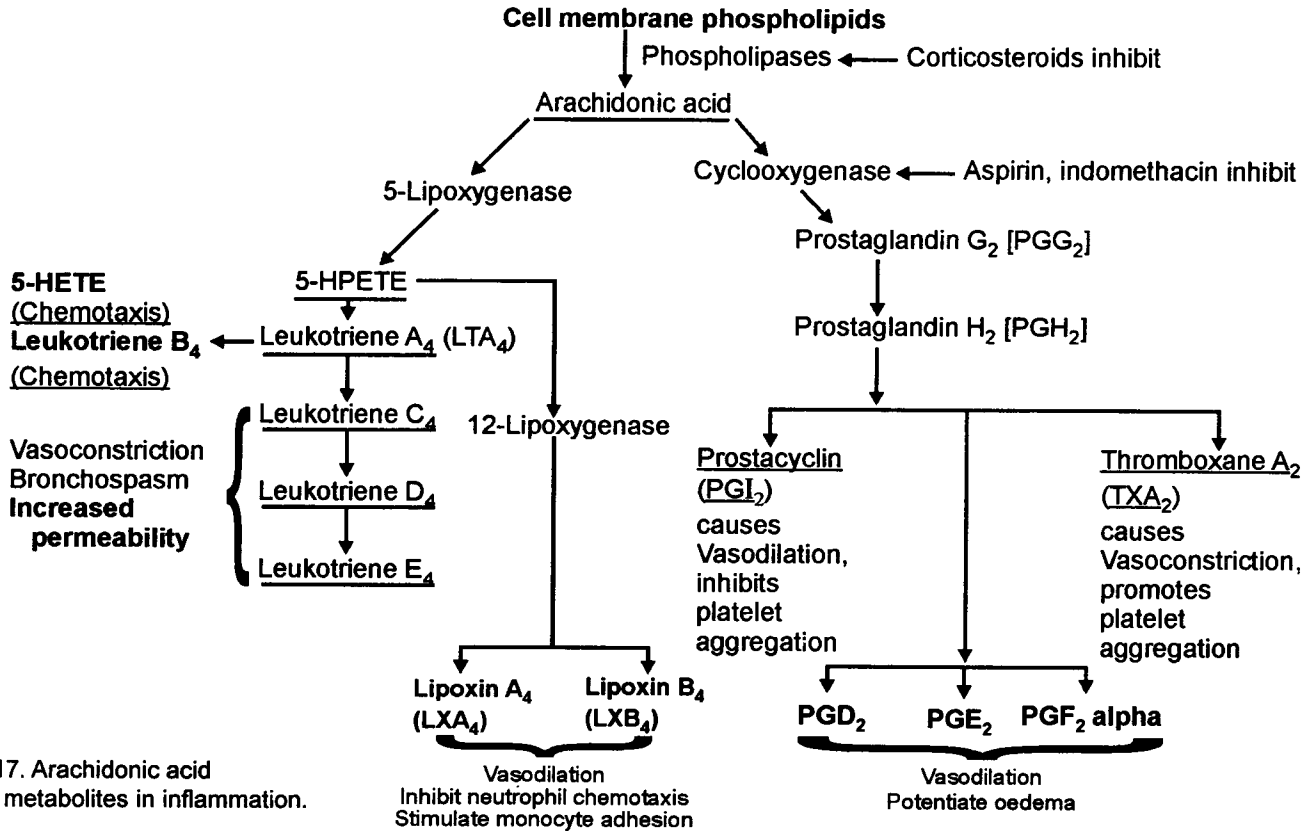 Cell membrane phospholipids
Phospholipases
Corticosteroids inhibit
Arachidonic acid
Cyclooxygenase
Aspirin, indomethacin inhibit
5-Lipoxygenase
Prostaglandin G₂ [PGG₂]
5-HETE
(Chemotaxis)
5-HPETE
Prostaglandin H₂ [PGH₂]
Leukotriene B₄
(Chemotaxis)
Leukotriene A₄ (LTA₄)
Leukotriene C₄
12-Lipoxygenase
Vasoconstriction
Bronchospasm
Increased
permeability
Leukotriene D₄
Leukotriene E₄
Prostacyclin
(PGI₂)
causes
Vasodilation,
inhibits
platelet
aggregation
Thromboxane A₂
(TXA₂)
causes
Vasoconstriction,
promotes
platelet
aggregation
Lipoxin A₄
(LXA₄)
Lipoxin B₄
(LXB₄)
PGD₂
PGE₂
PGF₂ alpha
Vasodilation
Inhibit neutrophil chemotaxis
Stimulate monocyte adhesion
Vasodilation
Potentiate oedema
17. Arachidonic acid
metabolites in inflammation.